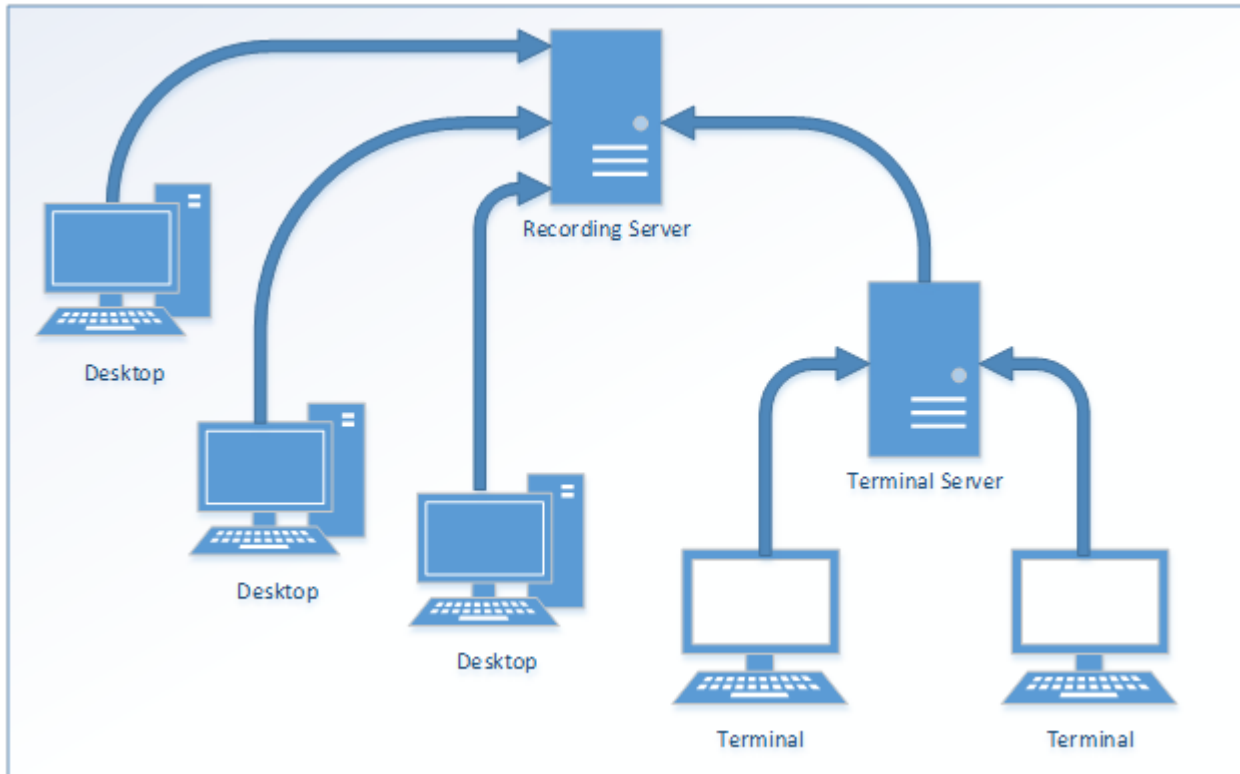 Recording Server
Desktop
Terminal Server
Desktop
Desktop
Terminal
Terminal